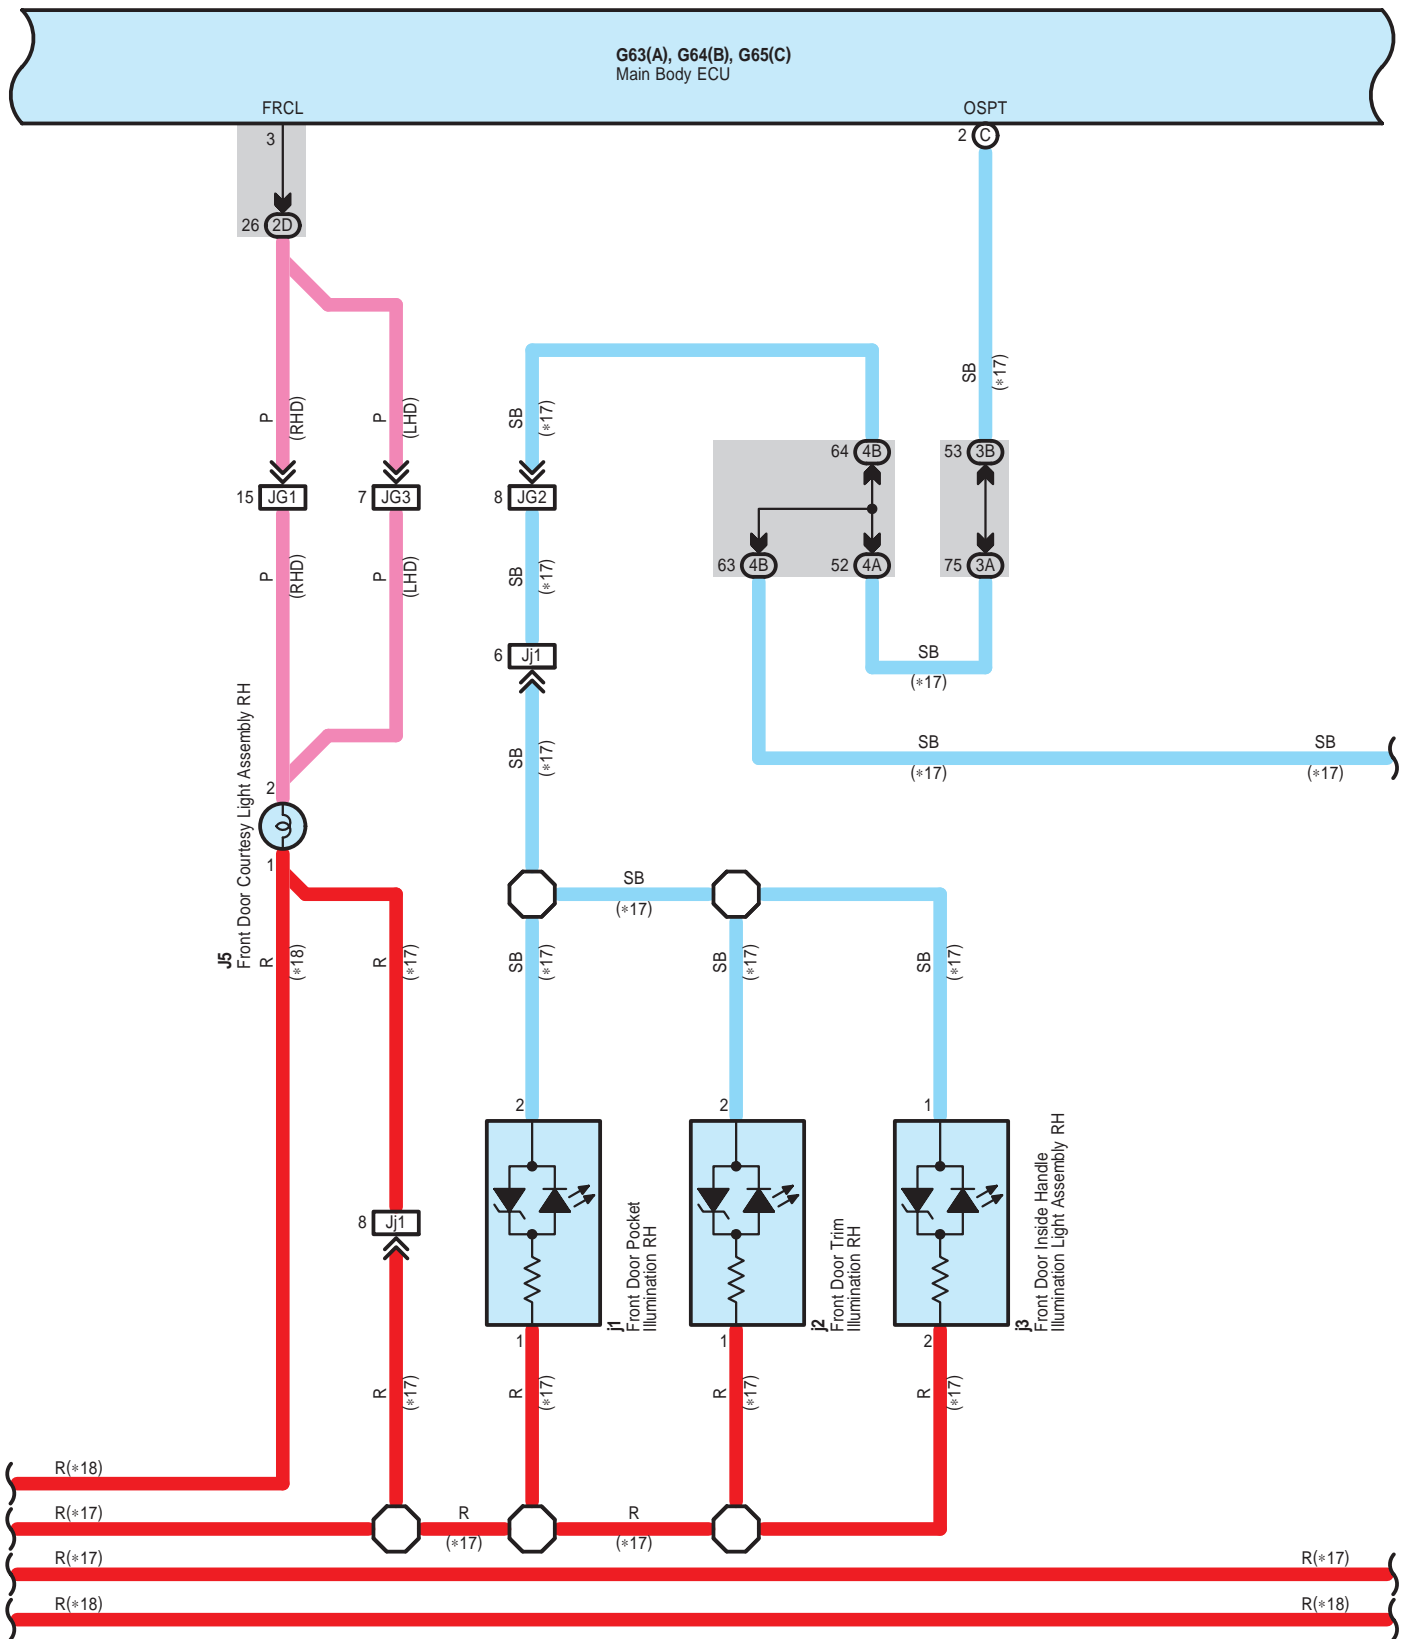 G63(A), G64(B), G65(C)
Main Body ECU
FRCL
OSPT
3
2 C
26 2D
SB
(∗17)
P
(RHD)
P
(LHD)
SB
(∗17)
64 4B
53 3B
15 JG1
7 JG3
8 JG2
63 4B
52 4A
75 3A
P
(RHD)
P
(LHD)
SB
(∗17)
6 Jj1
SB
(∗17)
SB
(∗17)
SB
(∗17)
SB
(∗17)
2
J5
Front Door Courtesy Light Assembly RH
1
SB
(∗17)
R
(∗18)
R
(∗17)
SB
(∗17)
SB
(∗17)
SB
(∗17)
2
2
1
8 Jj1
j1
Front Door Pocket
Illumination RH
j2
Front Door Trim
Illumination RH
j3
Front Door Inside Handle
Illumination Light Assembly RH
1
1
2
R
(∗17)
R
(∗17)
R
(∗17)
R
(∗17)
R(∗18)
R(∗17)
R
(∗17)
R
(∗17)
R(∗17)
R(∗17)
R(∗18)
R(∗18)